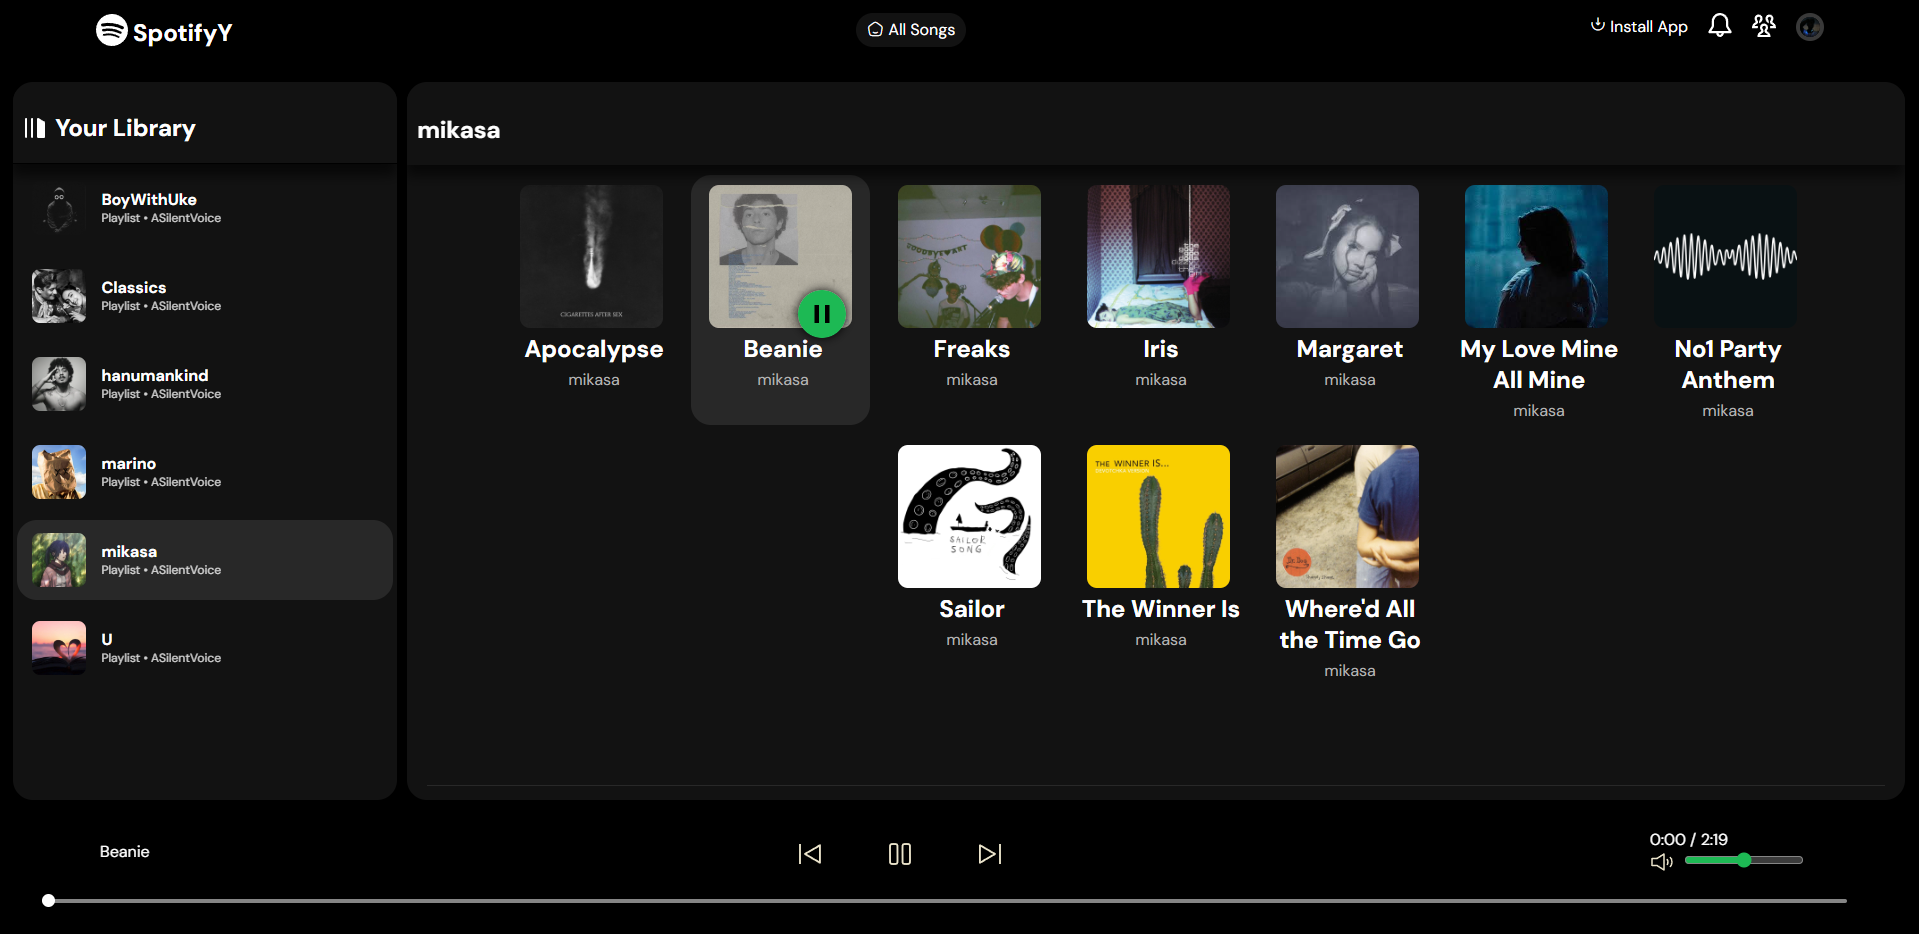 SpotifyY
All Songs
Install App
Your Library
BoyWithUke
Playlist • ASilentVoice
Classics
Playlist • ASilentVoice
hanumankind
Playlist • ASilentVoice
marino
Playlist • ASilentVoice
mikasa
Playlist • ASilentVoice
U
Playlist • ASilentVoice
mikasa
CIGARETTES AFTER SEX
Apocalypse
mikasa
Beanie
mikasa
Freaks
mikasa
Iris
mikasa
Margaret
mikasa
My Love Mine
All Mine
mikasa
No1 Party
Anthem
mikasa
SAILOR
SONG
Sailor
mikasa
THE WINNER IS...
The Winner Is
mikasa
Where'd All
the Time Go
mikasa
Beanie
0:00 / 2:19